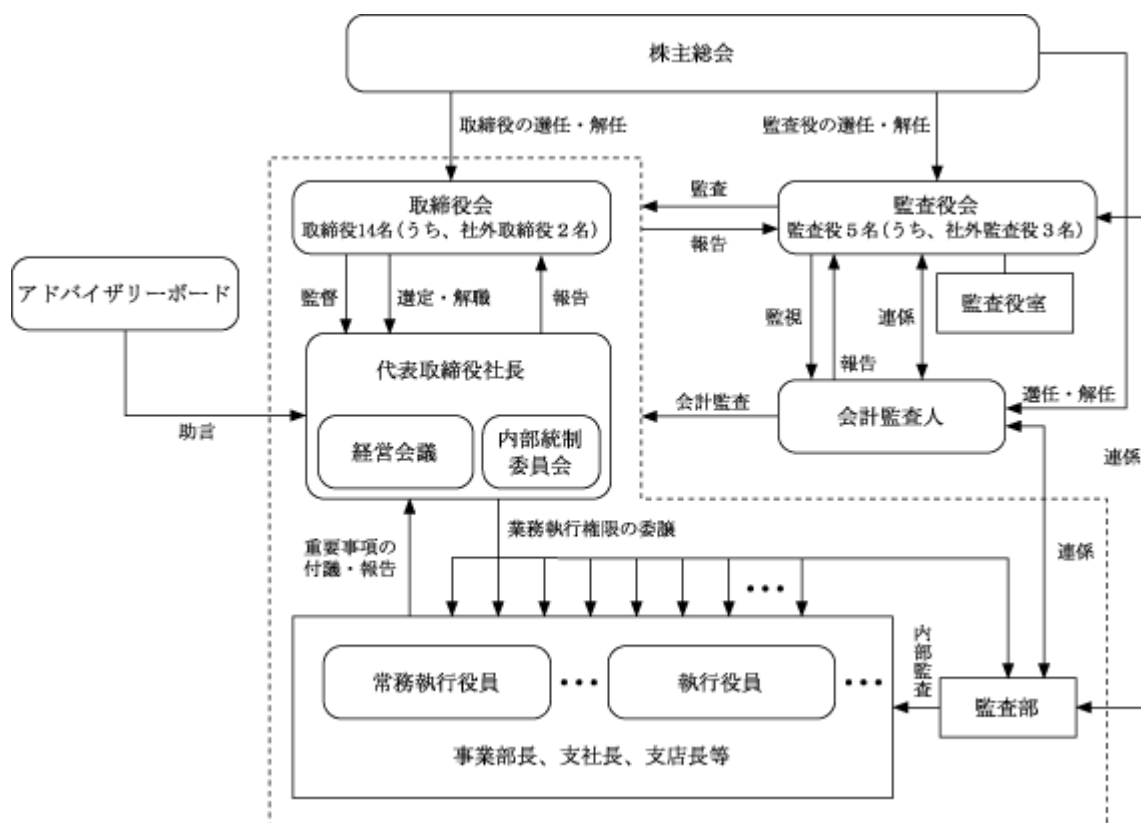 株主総会
取締役の選任・解任
監査役の選任・解任
取締役会
取締役14名(うち、社外取締役2名)
監査
報告
監査役会
監査役5名(うち、社外監査役3名)
アドバイザリーボード
監督
選定・解職
報告
監視
連係
監査役室
代表取締役社長
報告
助言
経営会議
内部統制
委員会
会計監査
会計監査人
選任・解任
連係
業務執行権限の委譲
重要事項の
付議・報告
連係
・・・
内部監査
常務執行役員
・・・
執行役員
・・・
監査部
事業部長、支社長、支店長等